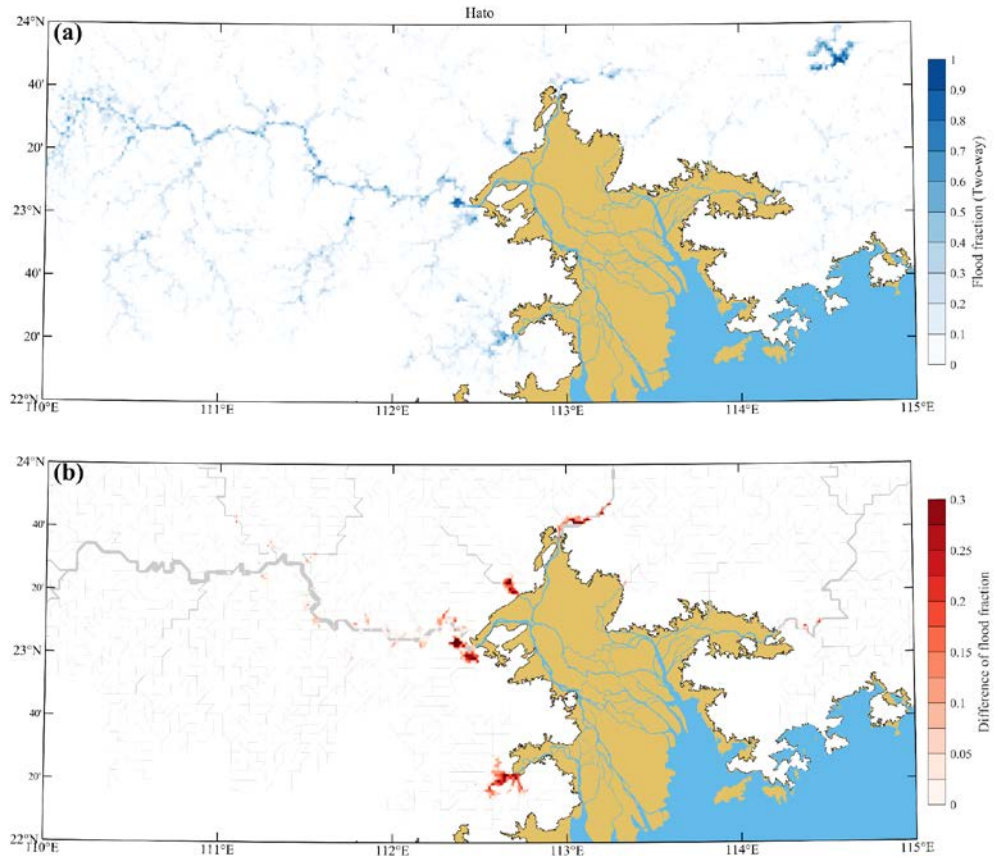 Hato
(a)
24°N
40'
20'
23°N
40'
20'
22°N
110°E
111°E
112°E
113°E
114°E
115°E
1
0.9
0.8
0.7
0.6
0.5
0.4
0.3
0.2
0.1
0
Flood fraction (Two-way)
(b)
24°N
40'
20'
23°N
40'
20'
22°N
110°E
111°E
112°E
113°E
114°E
115°E
0.3
0.25
0.2
0.15
0.1
0.05
0
Difference of flood fraction